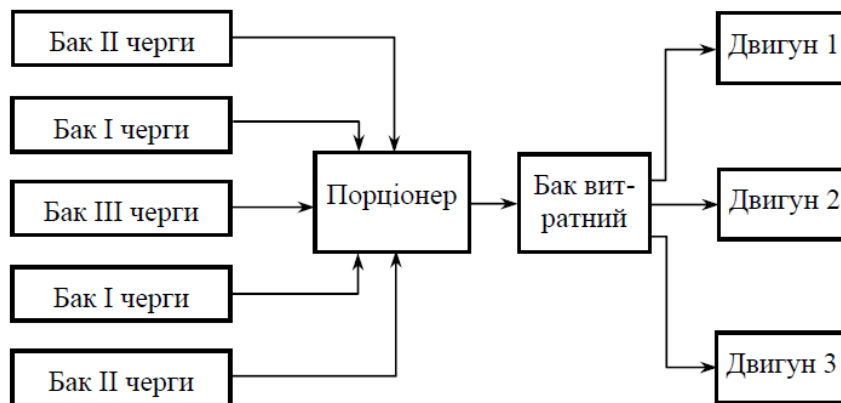 Бак II черги
Бак I черги
Бак III черги
Бак I черги
Бак II черги
Порціонер
Бак вит-
ратний
Двигун 1
Двигун 2
Двигун 3